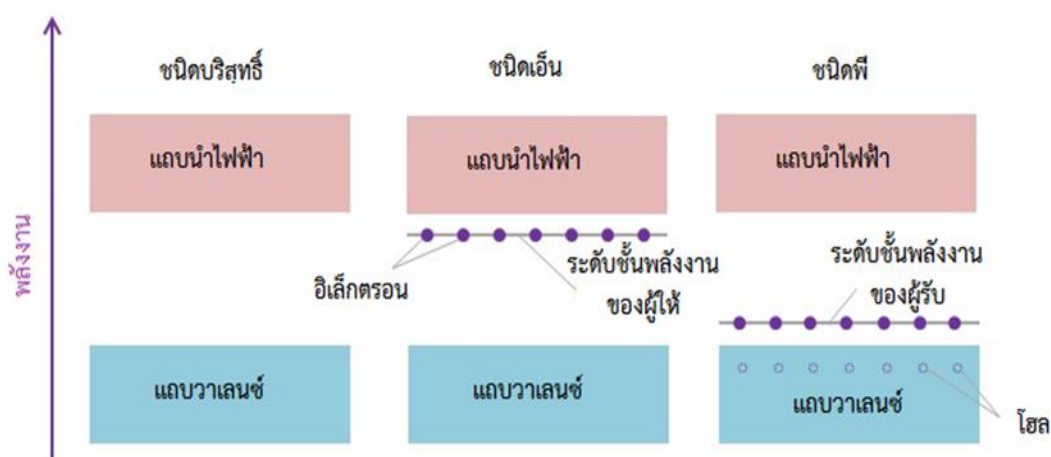 ชนิดบริสุทธิ์
ชนิดเอ็น
ชนิดพี
แถบนำไฟฟ้า
แถบนำไฟฟ้า
แถบนำไฟฟ้า
พลังงาน
อิเล็กตรอน
ระดับชั้นพลังงาน
ของผู้ให้
ระดับชั้นพลังงาน
ของผู้รับ
แถบวาเลนซ์
แถบวาเลนซ์
แถบวาเลนซ์
โฮล